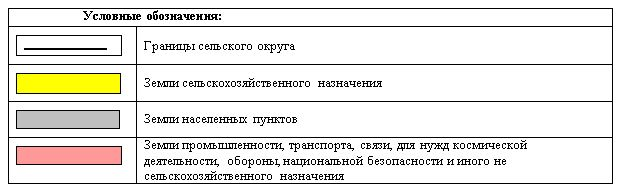 Условные обозначения:
Границы сельского округа
Земли сельскохозяйственного назначения
Земли населенных пунктов
Земли промышленности, транспорта, связи, для нужд космической
деятельности, обороны, национальной безопасности и иного не
сельскохозяйственного назначения